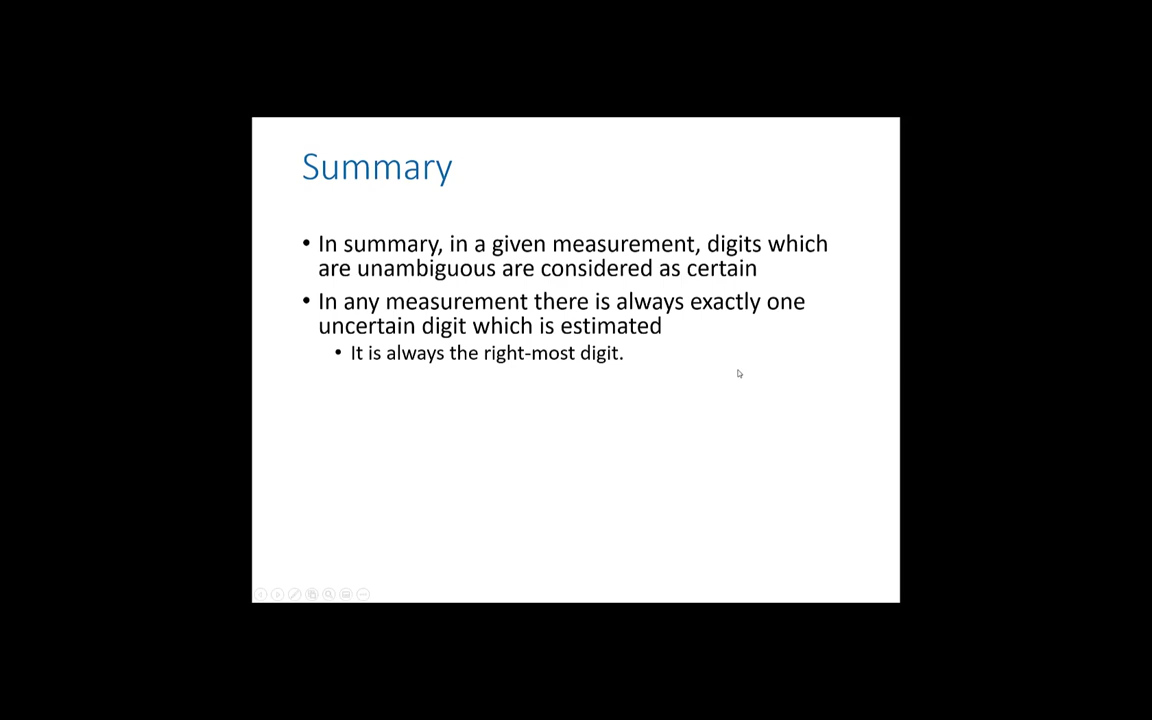 Summary
• In summary, in a given measurement, digits which
are unambiguous are considered as certain
• In any measurement there is always exactly one
uncertain digit which is estimated
• It is always the right-most digit.